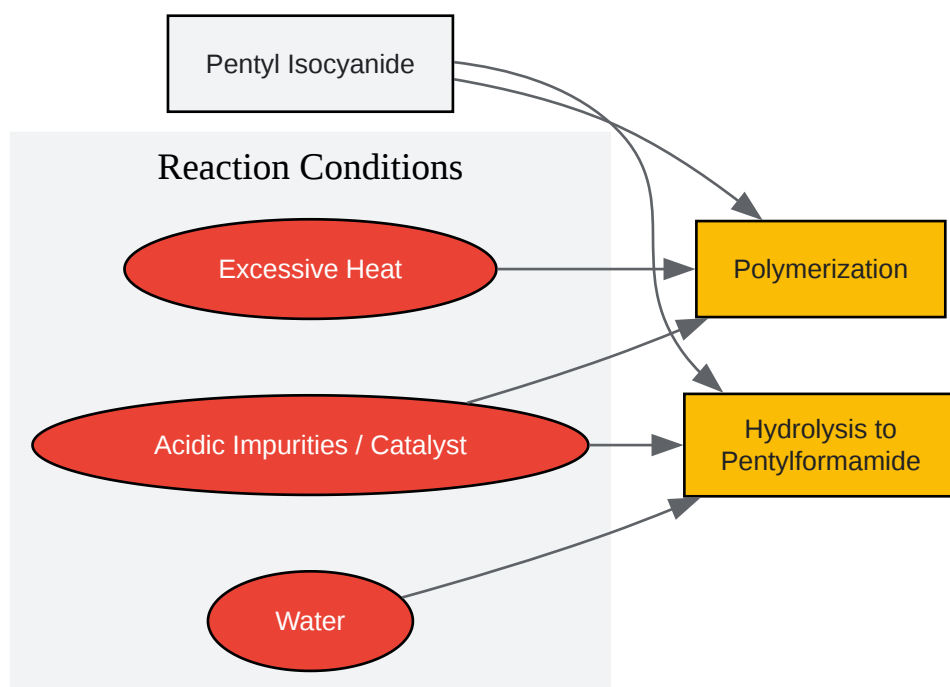 Pentyl Isocyanide
Reaction Conditions
Excessive Heat
Polymerization
Acidic Impurities / Catalyst
Hydrolysis to
Pentylformamide
Water